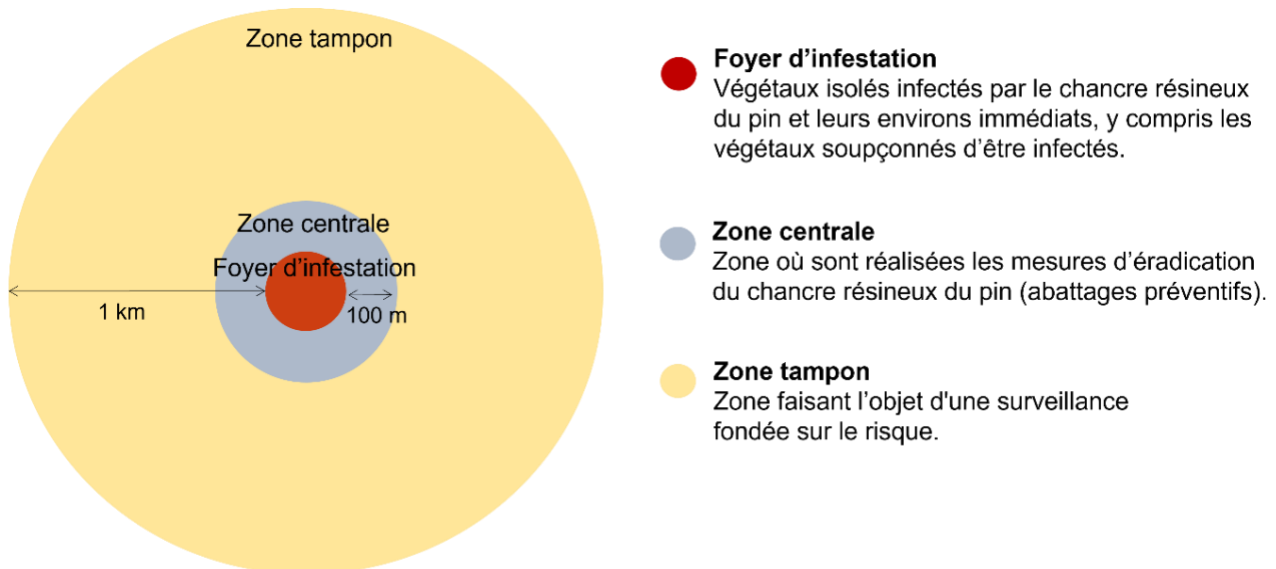 Zone tampon
Zone centrale
Foyer d'infestation
1 km
100 m
Foyer d'infestation
Végétaux isolés infectés par le chancre résineux
du pin et leurs environs immédiats, y compris les
végétaux soupçonnés d'être infectés.
Zone centrale
Zone où sont réalisées les mesures d'éradication
du chancre résineux du pin (abattages préventifs).
Zone tampon
Zone faisant l'objet d'une surveillance
fondée sur le risque.